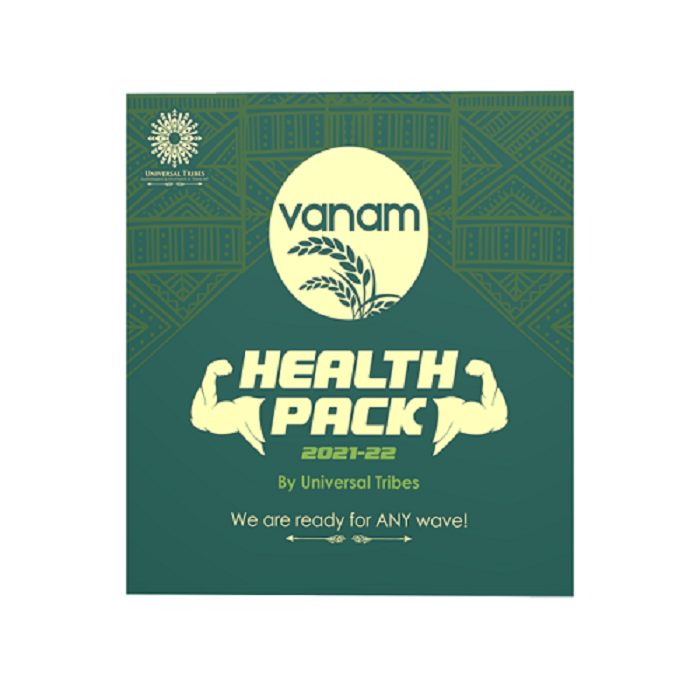 UNIVERSAL TRIBES
vanam
HEALTH
PACK
2021-22
By Universal Tribes
We are ready for ANY wave!